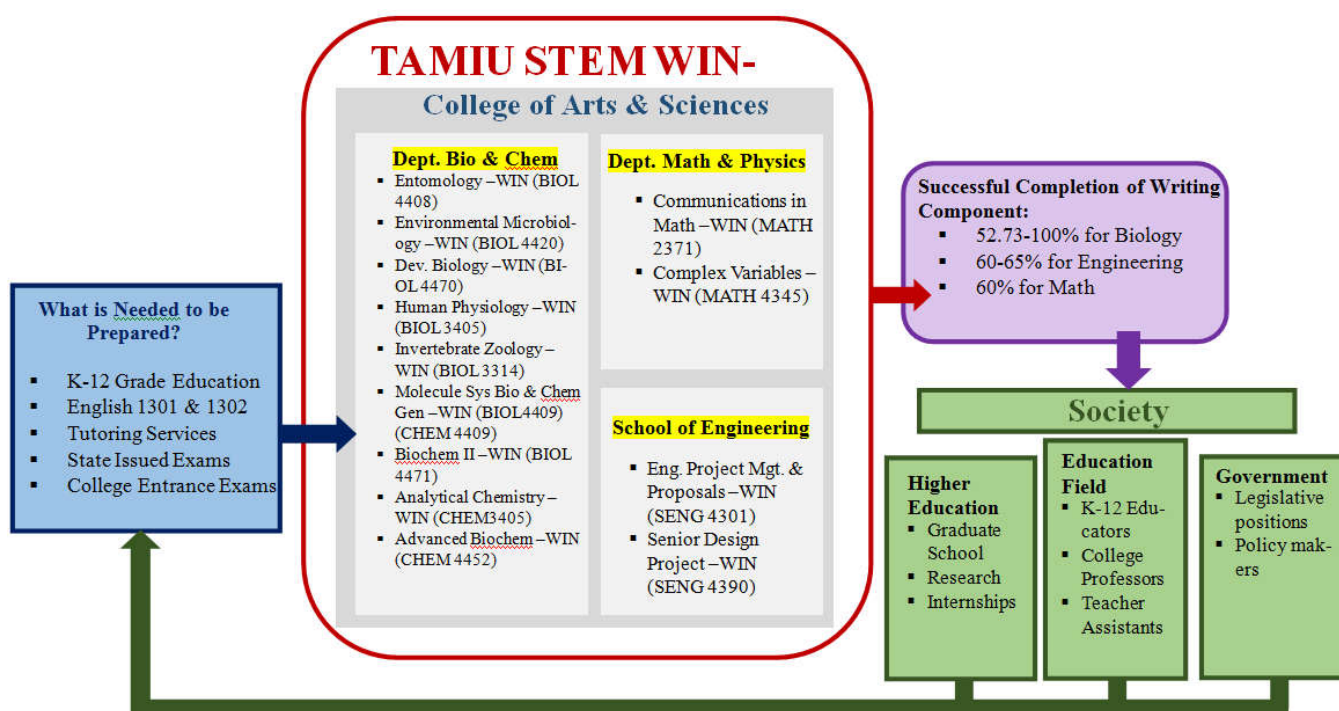 TAMIU STEM WIN-
College of Arts & Sciences
What is Needed to be
Prepared?
▪ K-12 Grade Education
▪ English 1301 & 1302
▪ Tutoring Services
▪ State Issued Exams
▪ College Entrance Exams
Dept. Bio & Chem
▪ Entomology –WIN (BIOL
4408)
▪ Environmental Microbiol-
ogy –WIN (BIOL 4420)
▪ Dev. Biology –WIN (BI-
OL 4470)
▪ Human Physiology –WIN
(BIOL 3405)
▪ Invertebrate Zoology –
WIN (BIOL 3314)
▪ Molecule Sys Bio & Chem
Gen –WIN (BIOL4409)
(CHEM 4409)
▪ Biochem II –WIN (BIOL
4471)
▪ Analytical Chemistry –
WIN (CHEM3405)
▪ Advanced Biochem –WIN
(CHEM 4452)
Dept. Math & Physics
▪ Communications in
Math –WIN (MATH
2371)
▪ Complex Variables –
WIN (MATH 4345)
School of Engineering
▪ Eng. Project Mgt. &
Proposals –WIN
(SENG 4301)
▪ Senior Design
Project –WIN
(SENG 4390)
Successful Completion of Writing
Component:
▪ 52.73-100% for Biology
▪ 60-65% for Engineering
▪ 60% for Math
Society
Higher
Education
▪ Graduate
School
▪ Research
▪ Internships
Education
Field
▪ K-12 Edu-
cators
▪ College
Professors
▪ Teacher
Assistants
Government
▪ Legislative
positions
▪ Policy mak-
ers